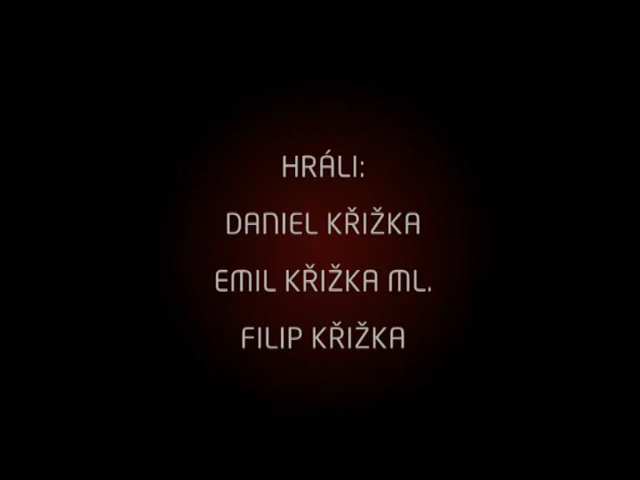 HRÁLI:
DANIEL KŘIŽKA
EMIL KŘIŽKA ML.
FILIP KŘIŽKA